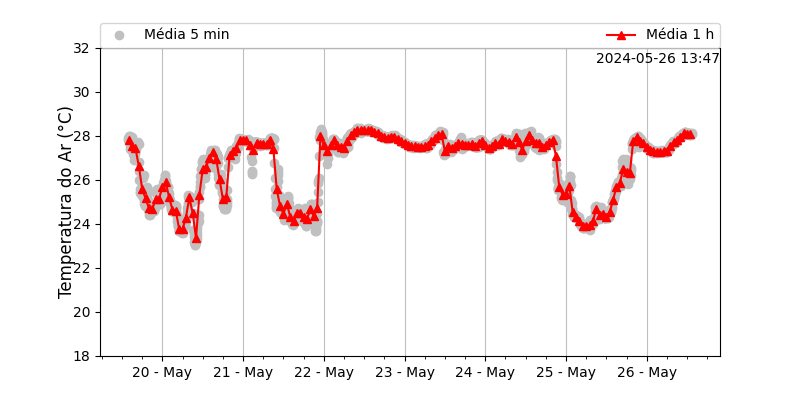 Média 5 min
Média 1 h
2024-05-26 13:47
Temperatura do Ar (°C)
32
30
28
26
24
22
20
18
20 - May
21 - May
22 - May
23 - May
24 - May
25 - May
26 - May